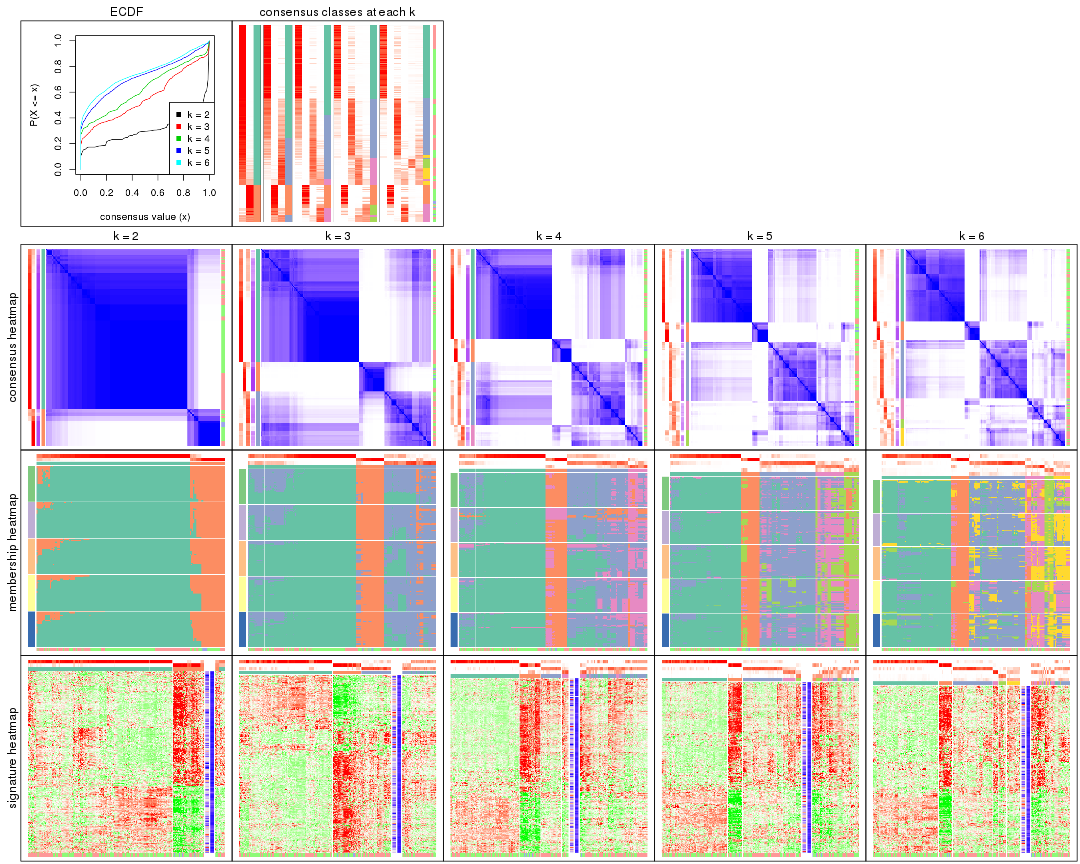 ECDF
consensus classes at each k
P(X <= x)
0.0 0.2 0.4 0.6 0.8 1.0
k = 2
k = 3
k = 4
k = 5
k = 6
0.0 0.2 0.4 0.6 0.8 1.0
consensus value (x)
k = 2 k = 3 k = 4 k = 5 k = 6
consensus heatmap
membership heatmap
signature heatmap